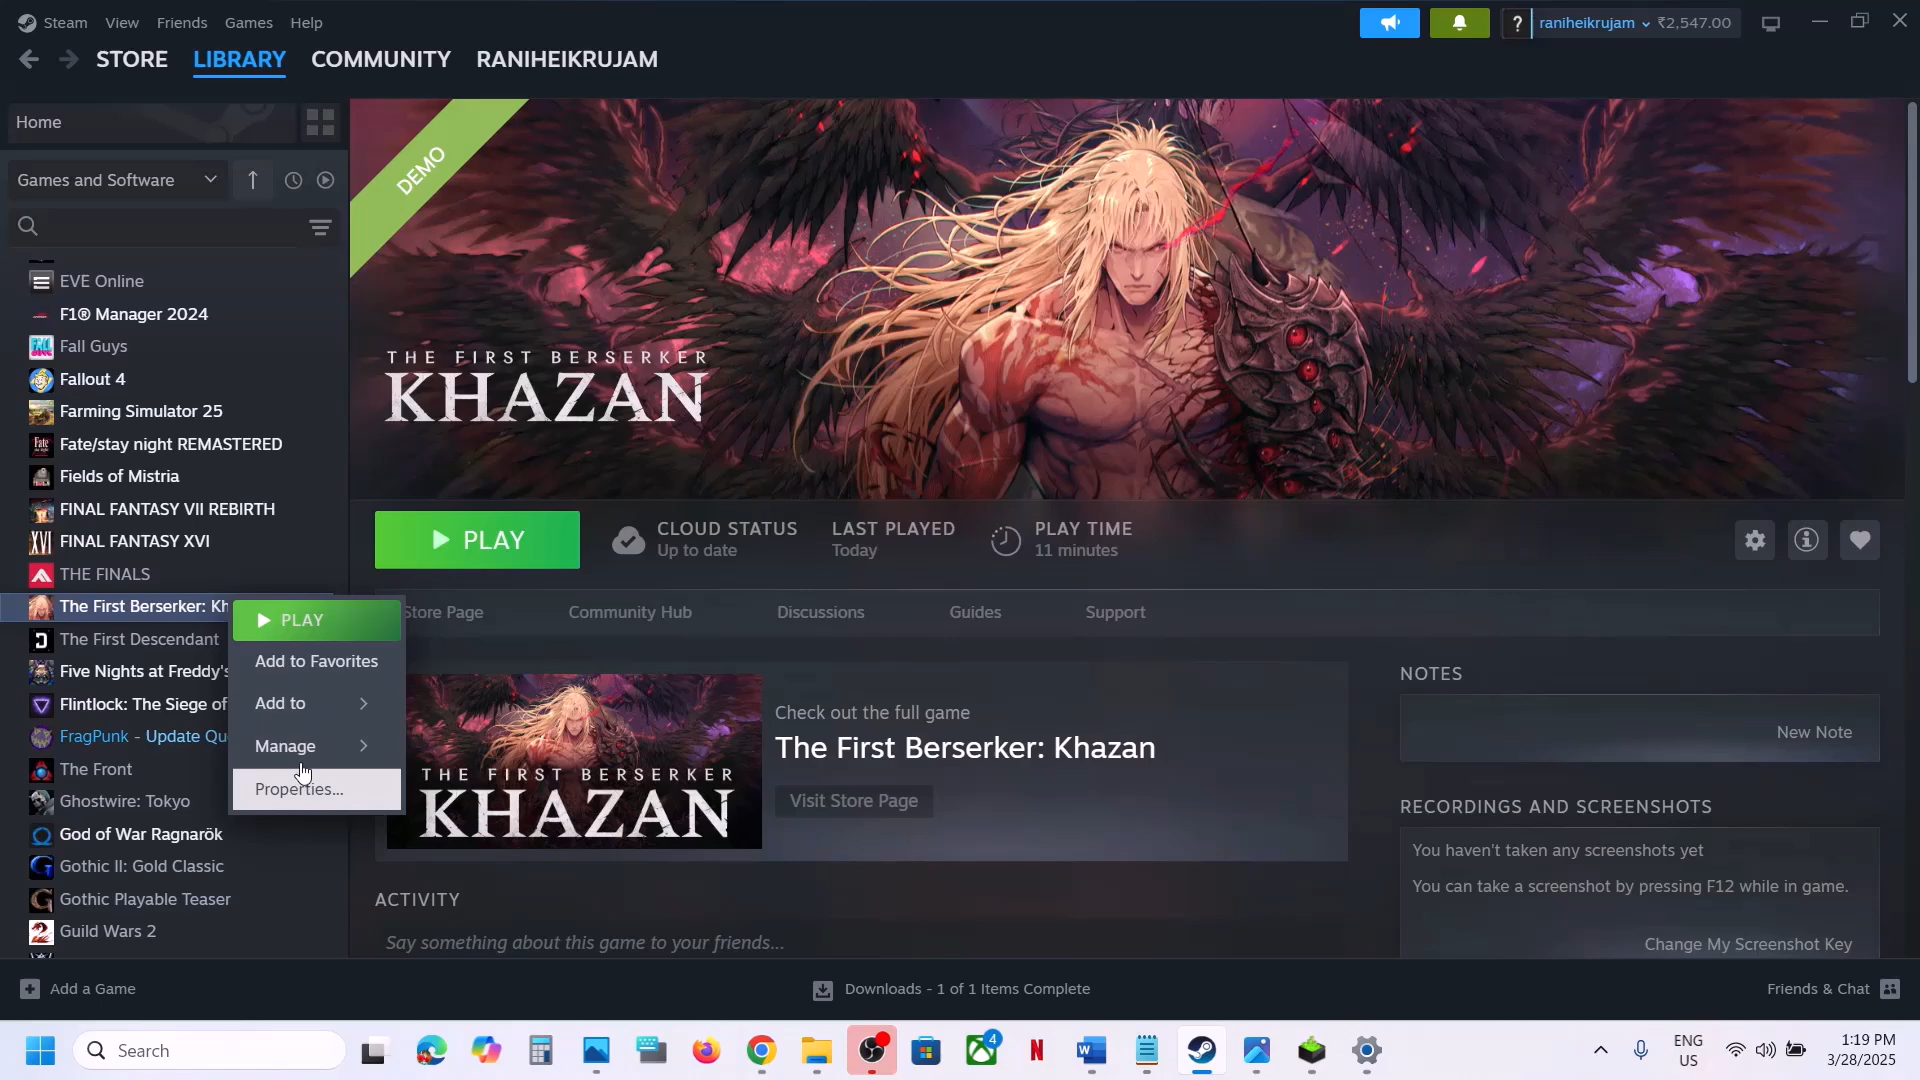 Steam View Friends Games Help
? raniheikrujam ₹2,547.00
STORE LIBRARY COMMUNITY RANIHEIKRUJAM
Home
Games and Software
EVE Online
F1® Manager 2024
Fall Guys
Fallout 4
Farming Simulator 25
Fate/stay night REMASTERED
Fields of Mistria
FINAL FANTASY VII REBIRTH
FINAL FANTASY XVI
THE FINALS
The First Berserker: Kh
The First Descendant
Five Nights at Freddy's
Flintlock: The Siege of
FragPunk - Update Qu
The Front
Ghostwire: Tokyo
God of War Ragnarök
Gothic II: Gold Classic
Gothic Playable Teaser
Guild Wars 2
PLAY
Add to Favorites
Add to
Manage
Properties...
DEMO
THE FIRST BERSERKER
KHAZAN
PLAY
CLOUD STATUS
Up to date
LAST PLAYED
Today
PLAY TIME
11 minutes
Store Page Community Hub Discussions Guides Support
THE FIRST BERSERKER
KHAZAN
Check out the full game
The First Berserker: Khazan
Visit Store Page
ACTIVITY
Say something about this game to your friends...
NOTES
New Note
RECORDINGS AND SCREENSHOTS
You haven't taken any screenshots yet
You can take a screenshot by pressing F12 while in game.
Change My Screenshot Key
Add a Game
Downloads - 1 of 1 Items Complete
Friends & Chat
Search
4
ENG
US
1:19 PM
3/28/2025